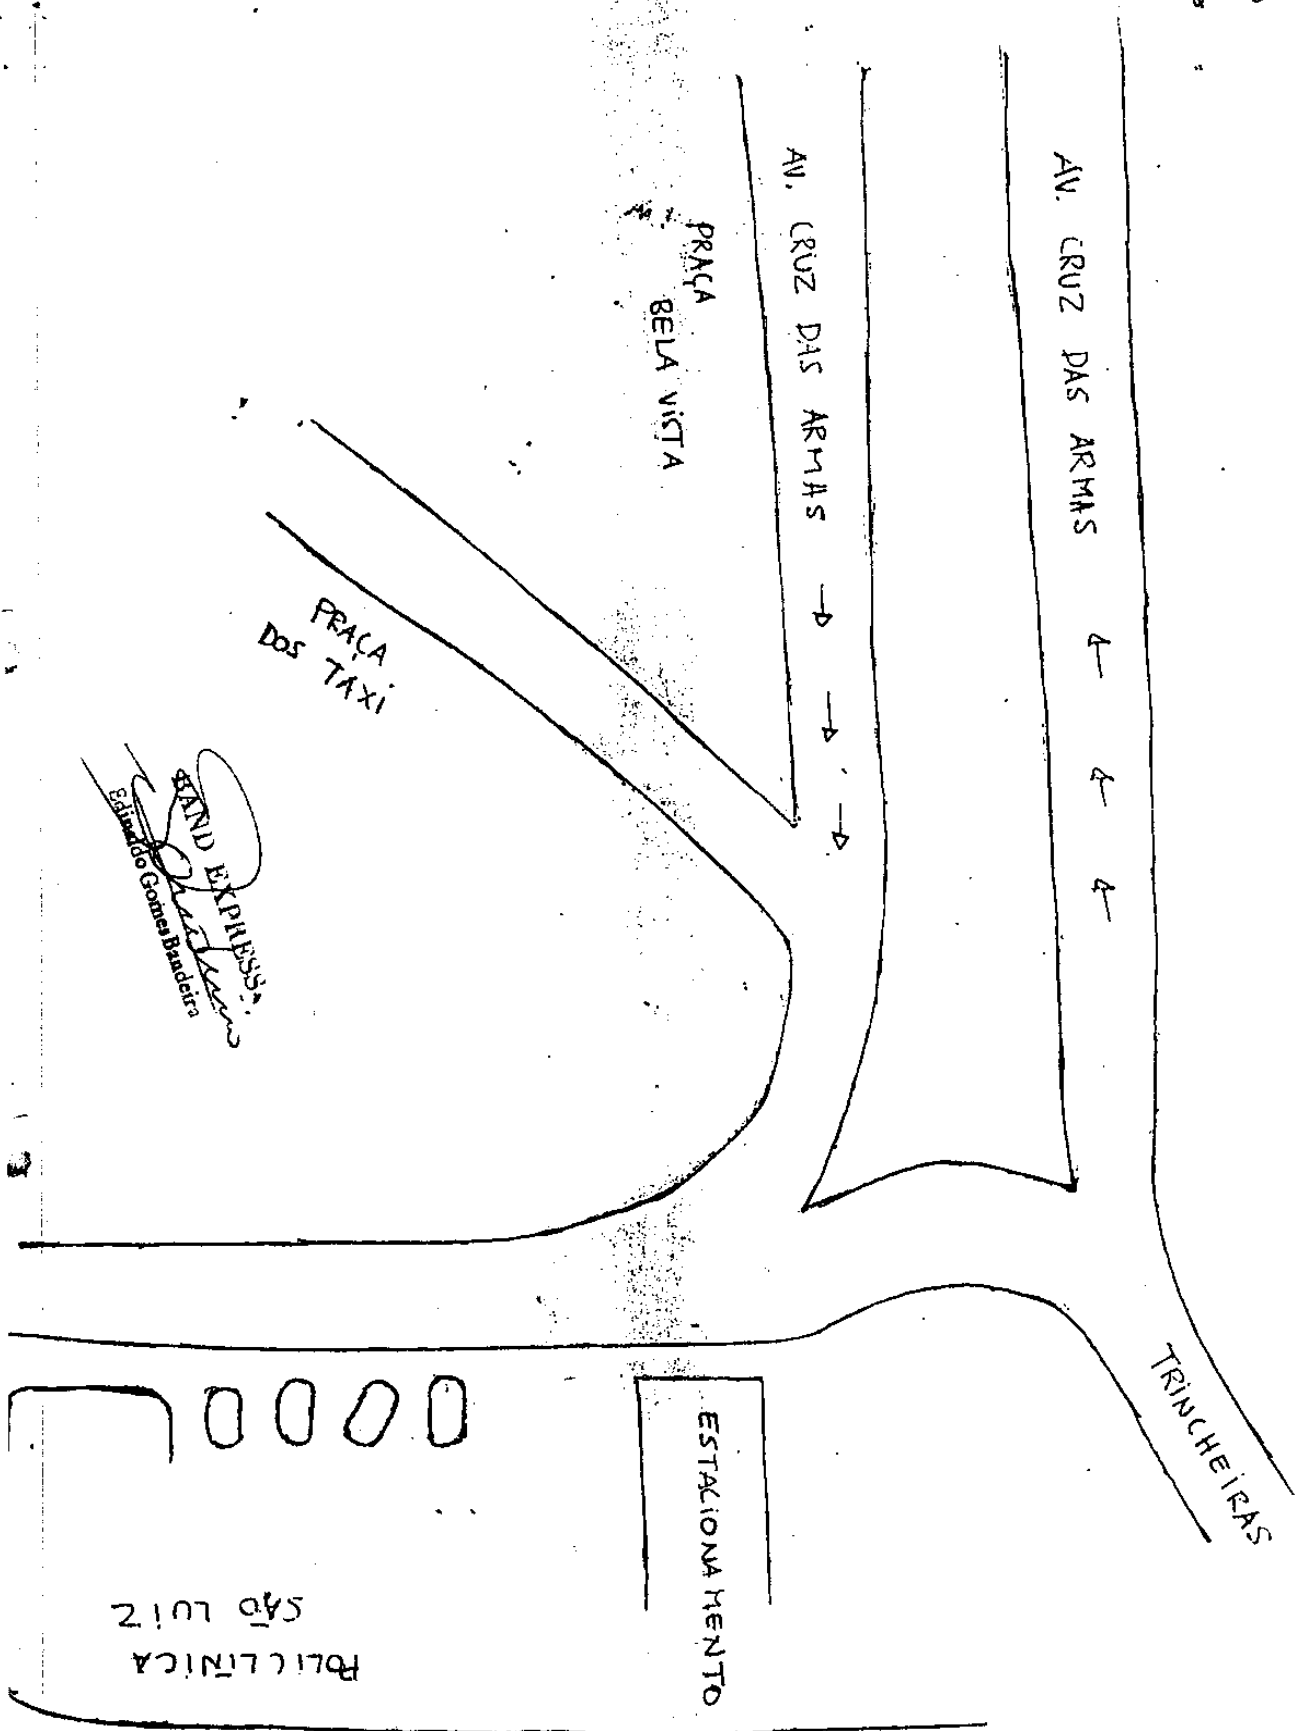 AV. CRUZ DAS ARMAS
AV. CRUZ DAS ARMAS
PRAÇA
BELA VISTA
PRAÇA
DOS TÁXI
BAND EXPRESS
Edinaldo Gomes Bandeira
TRINCHEIRAS
ESTACIONAMENTO
POLICLÍNICA
SÃO LUIZ